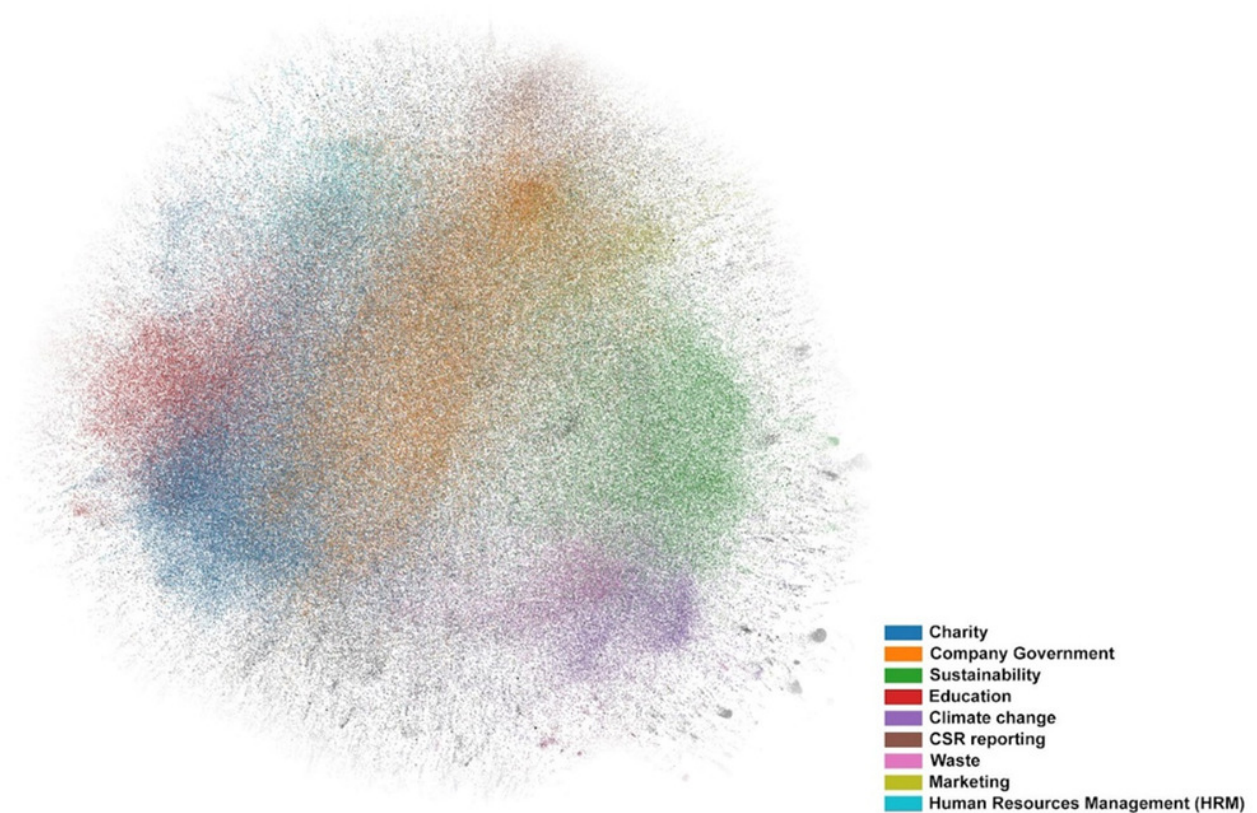 Charity
Company Government
Sustainability
Education
Climate change
CSR reporting
Waste
Marketing
Human Resources Management (HRM)